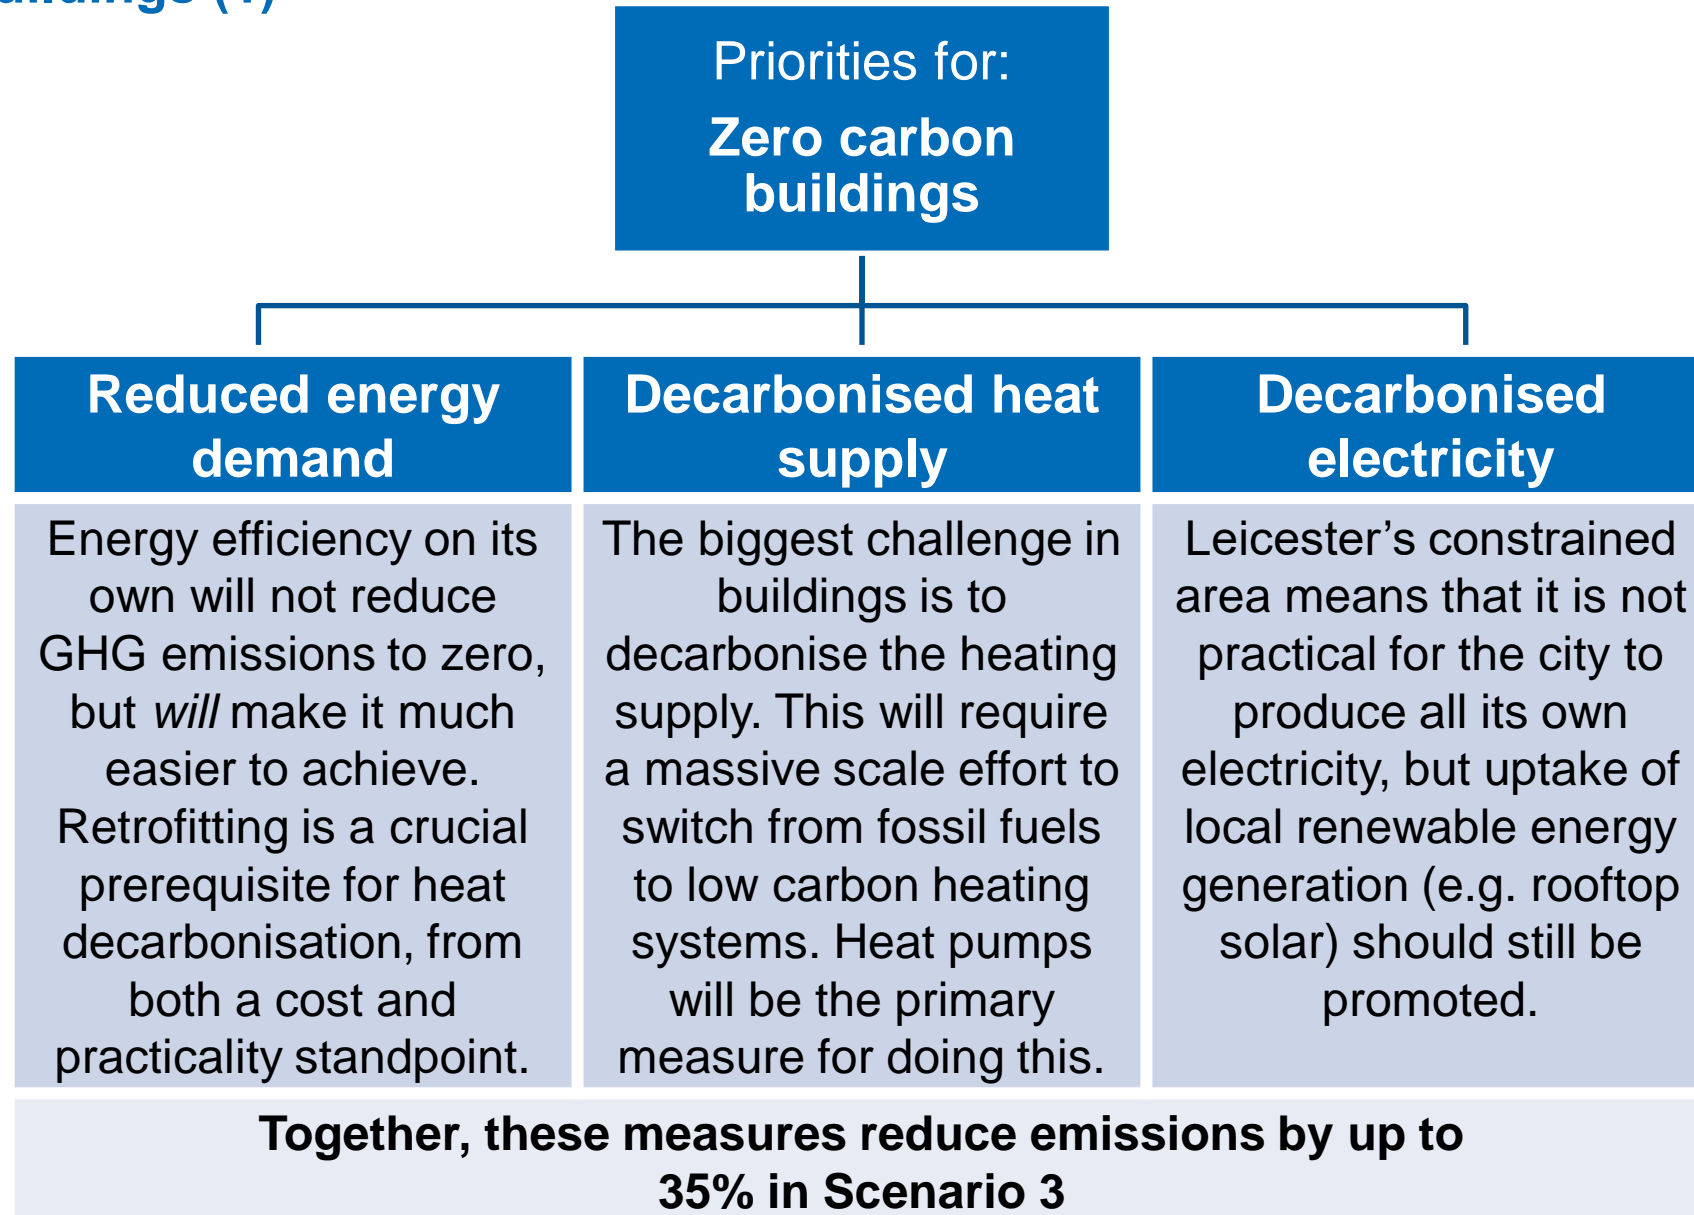 (1)
Priorities for:
Zero carbon
buildings
Reduced energy
demand
Decarbonised heat
supply
Decarbonised
electricity
Energy efficiency on its
own will not reduce
GHG emissions to zero,
but will make it much
easier to achieve.
Retrofitting is a crucial
prerequisite for heat
decarbonisation, from
both a cost and
practicality standpoint.
The biggest challenge in
buildings is to
decarbonise the heating
supply. This will require
a massive scale effort to
switch from fossil fuels
to low carbon heating
systems. Heat pumps
will be the primary
measure for doing this.
Leicester’s constrained
area means that it is not
practical for the city to
produce all its own
electricity, but uptake of
local renewable energy
generation (e.g. rooftop
solar) should still be
promoted.
Together, these measures reduce emissions by up to
35% in Scenario 3